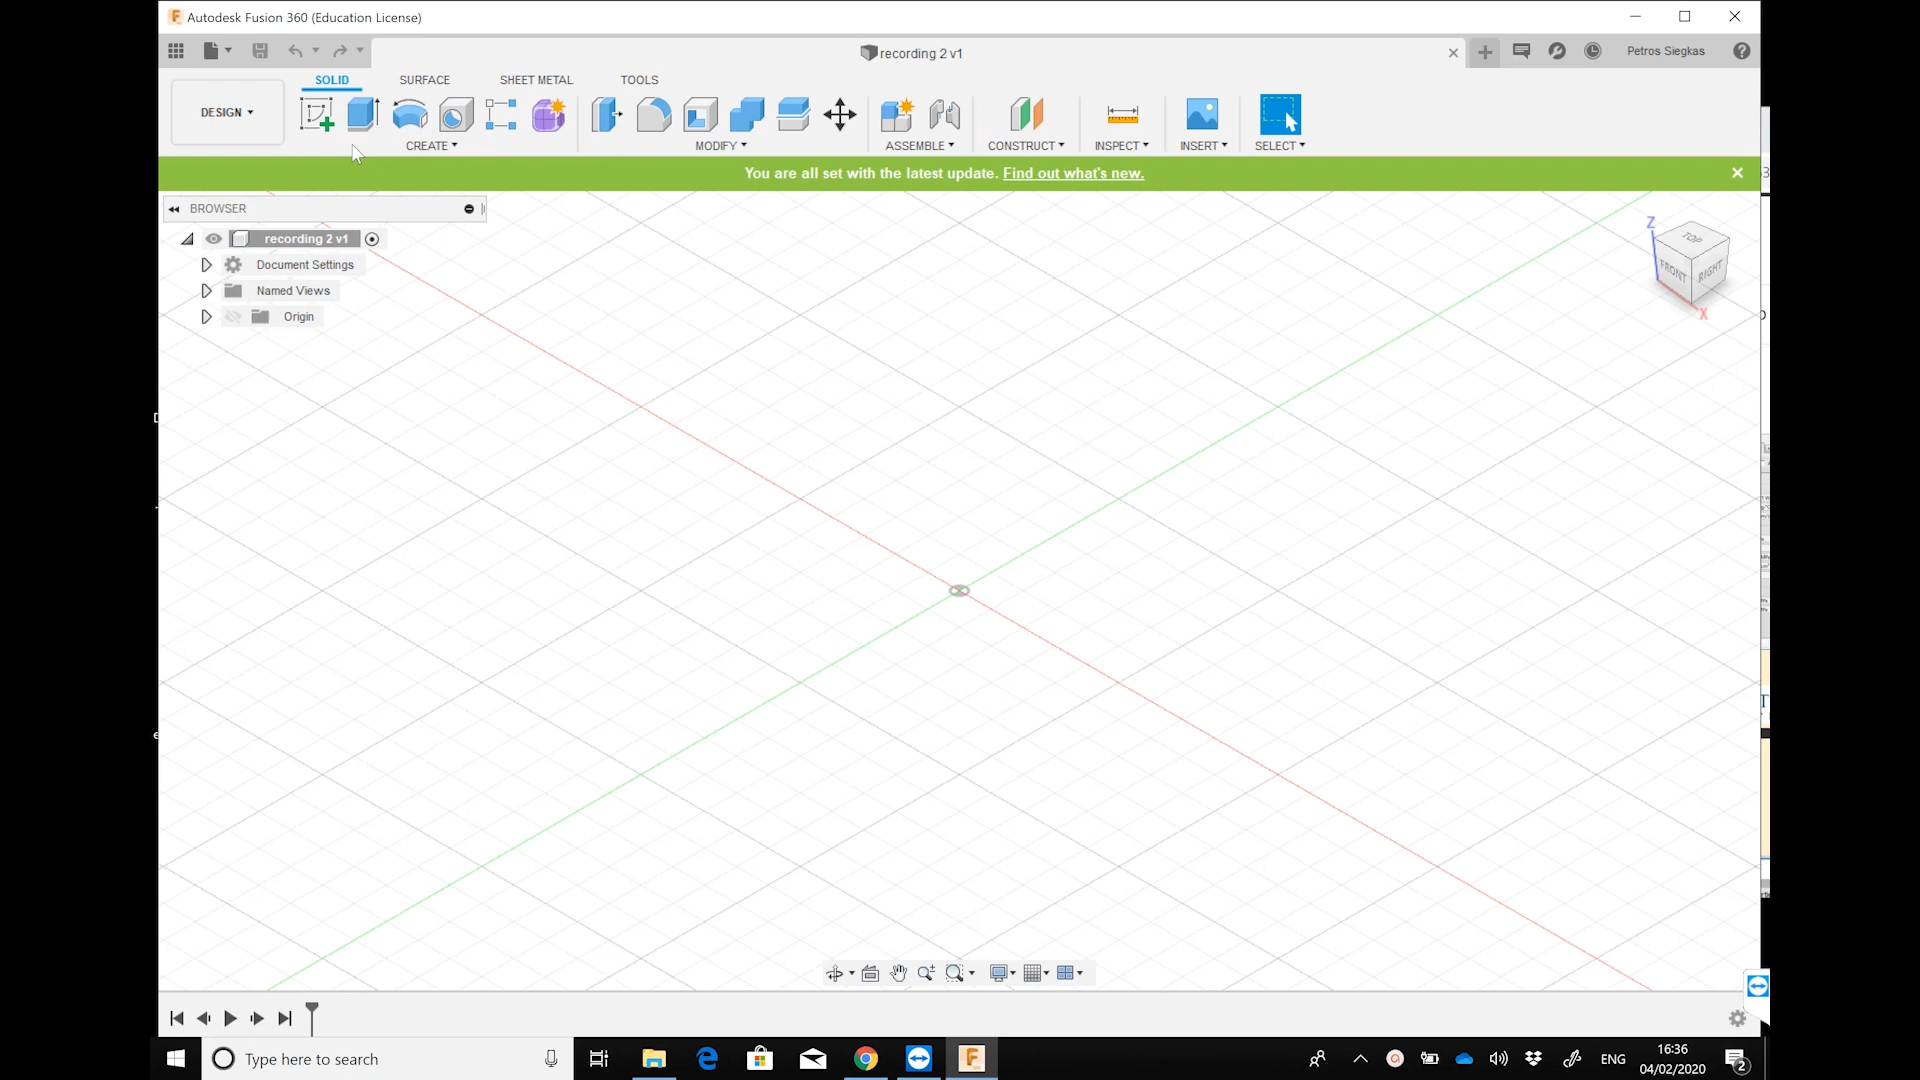 Autodesk Fusion 360 (Education License)
recording 2 v1
Petros Siegkas
SOLID
SURFACE
SHEET METAL
TOOLS
DESIGN
CREATE
MODIFY
ASSEMBLE
CONSTRUCT
INSPECT
INSERT
SELECT
You are all set with the latest update. Find out what's new.
BROWSER
recording 2 v1
Document Settings
Named Views
Origin
Z
TOP
FRONT
RIGHT
X
Type here to search
ENG
16:36
04/02/2020
2